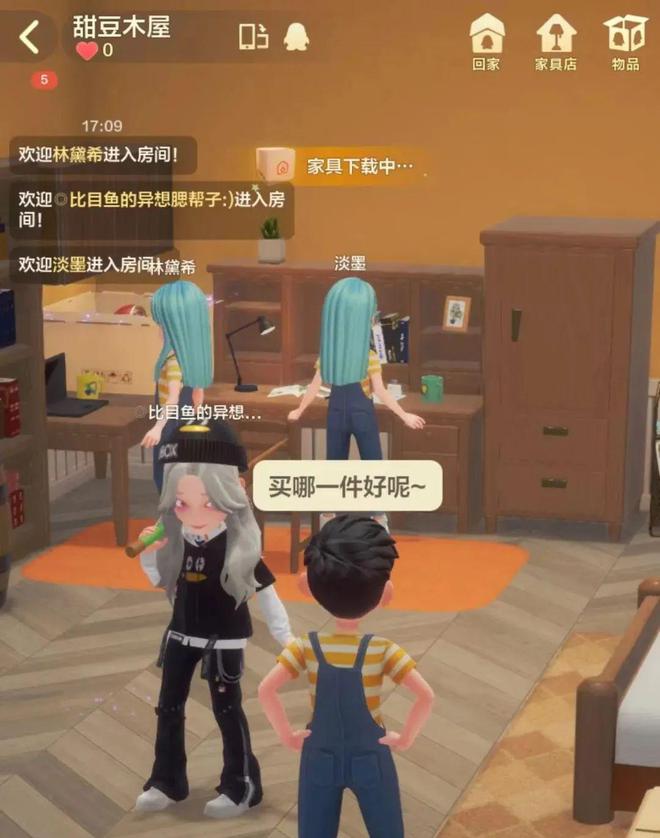 甜豆木屋
0
回家
家具店
物品
5
17:09
欢迎林黛希进入房间!
家具下载中…
欢迎◎比目鱼的异想腮帮子:)进入房
间!
欢迎淡墨进入房间
林黛希
淡墨
◎比目鱼的异想...
买哪一件好呢~